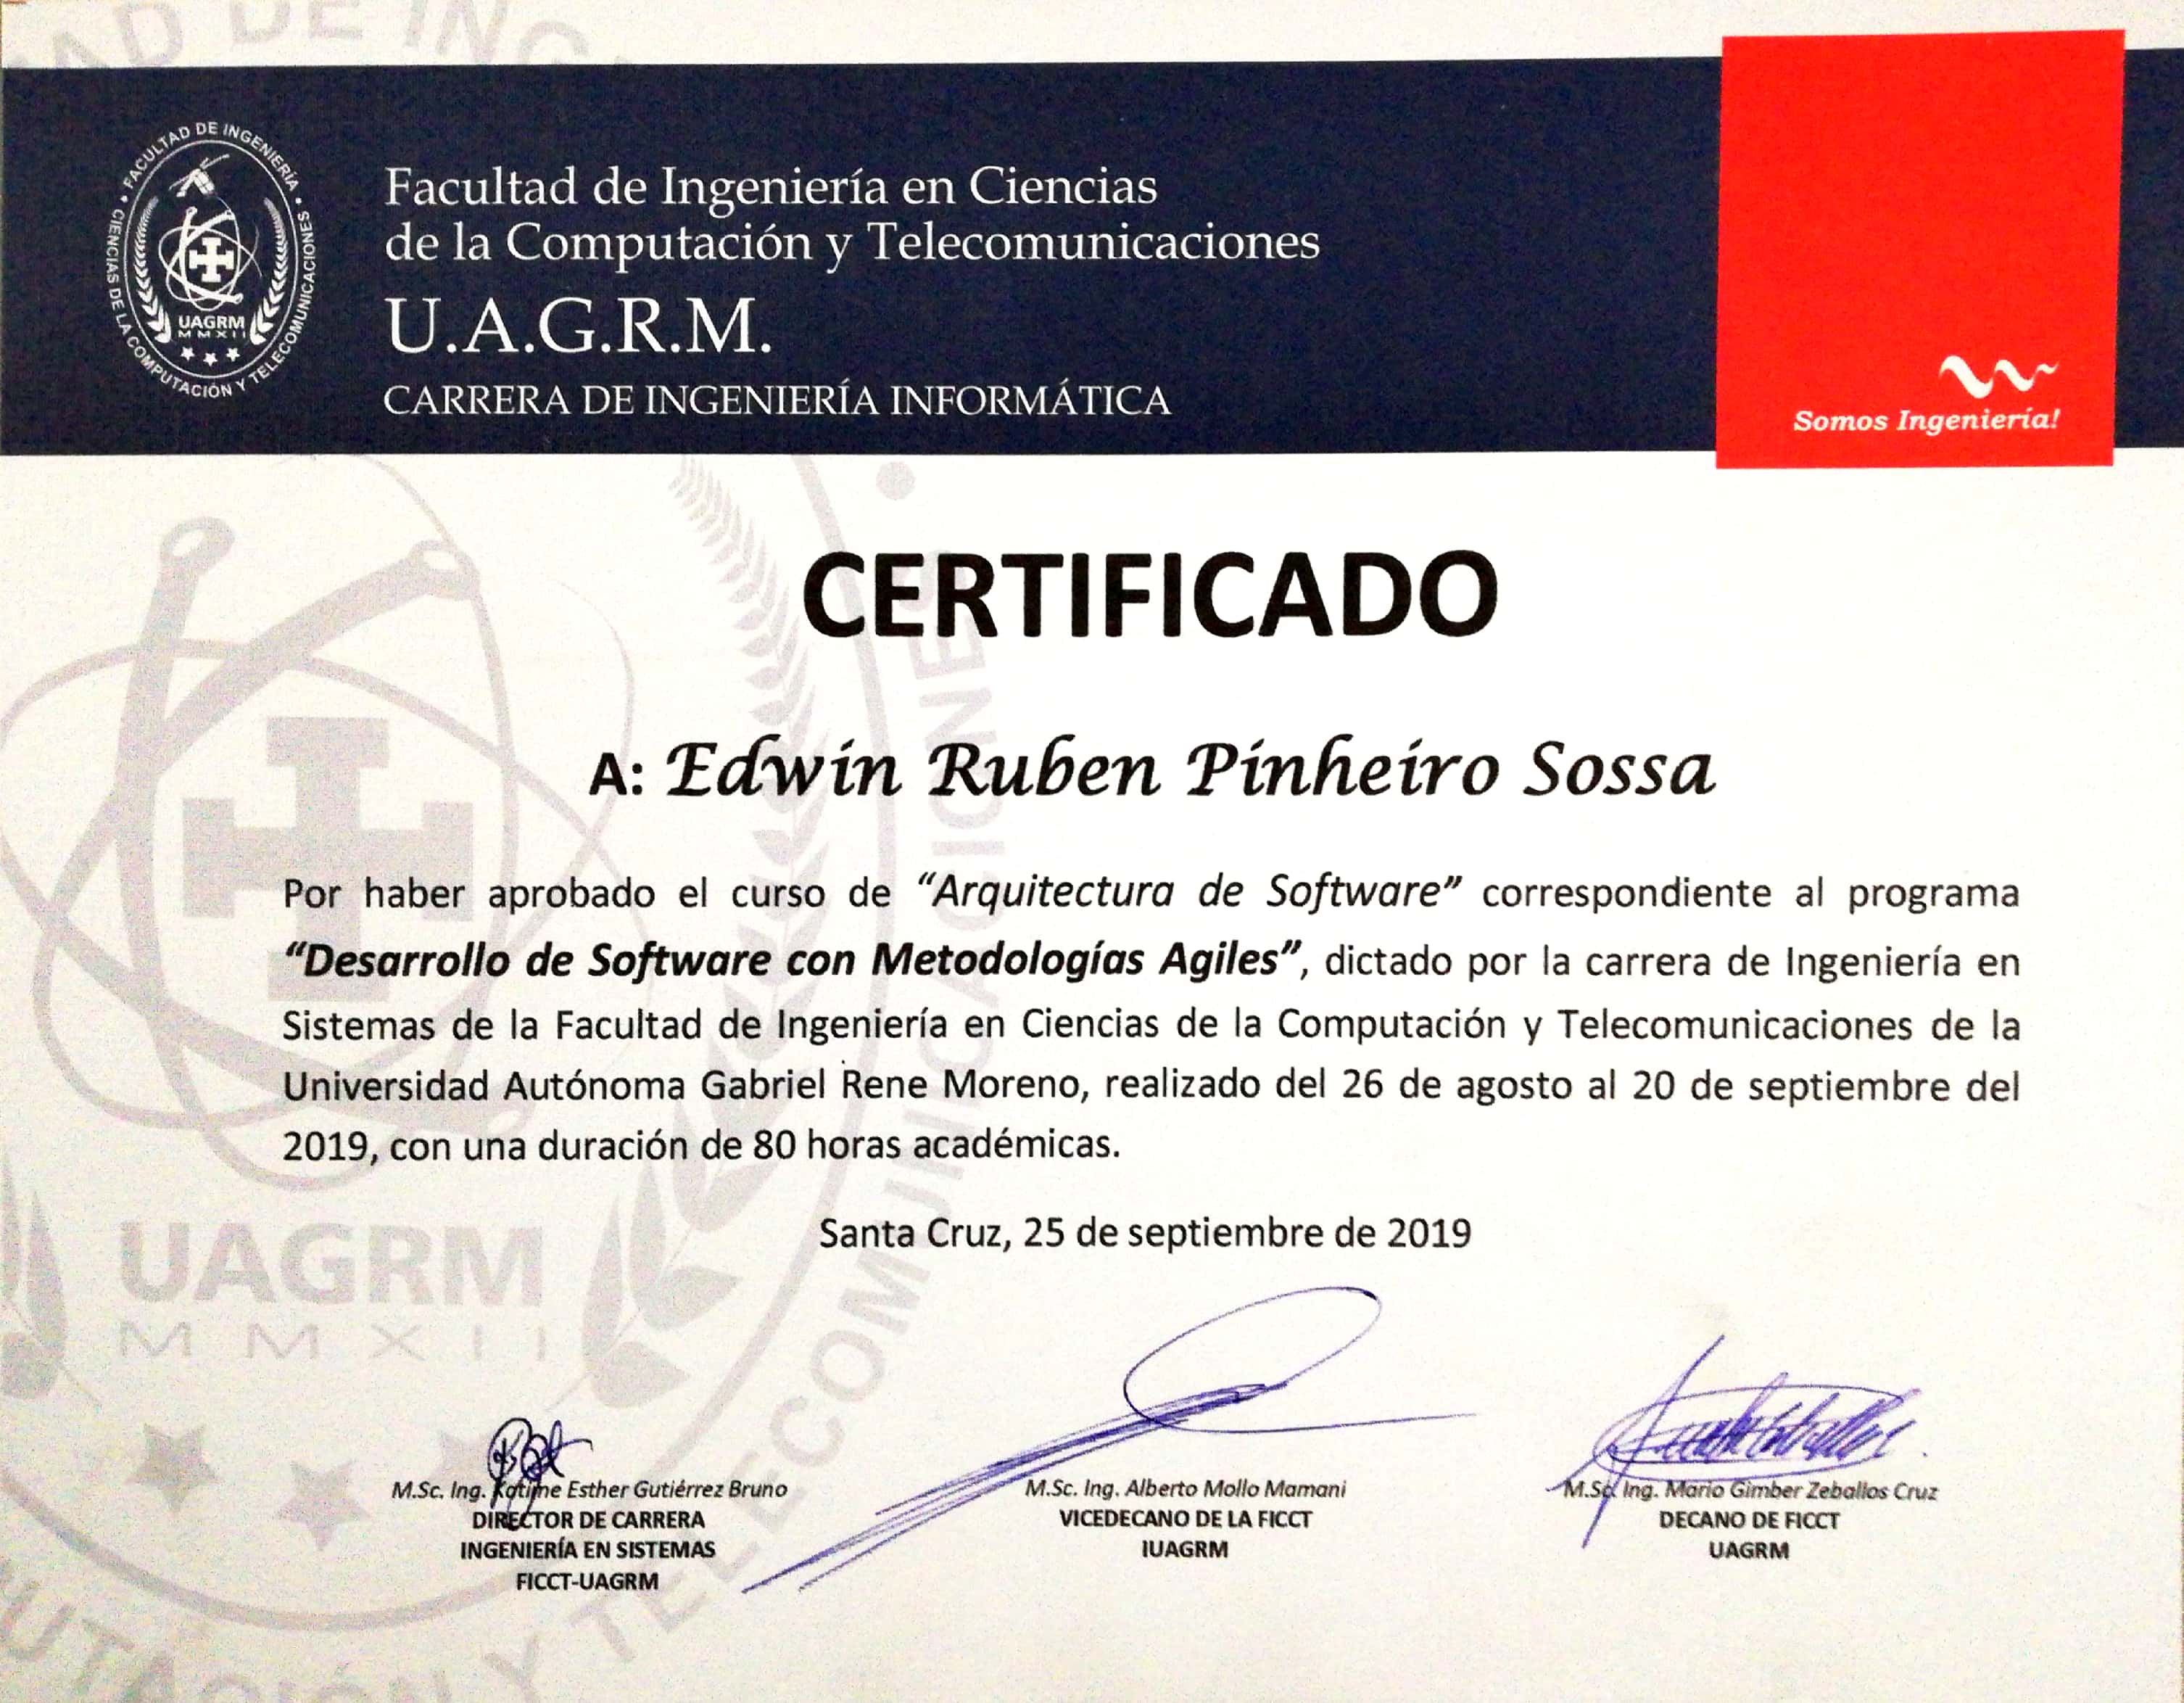 FACULTAD DE INGENIERÍA • CIENCIAS DE LA COMPUTACIÓN Y TELECOMUNICACIONES •
UAGRM
MMXII
Facultad de Ingeniería en Ciencias
de la Computación y Telecomunicaciones
U.A.G.R.M.
CARRERA DE INGENIERÍA INFORMÁTICA
Somos Ingeniería!
CERTIFICADO
A: Edwin Ruben Pinheiro Sossa
Por haber aprobado el curso de “Arquitectura de Software” correspondiente al programa
“Desarrollo de Software con Metodologías Agiles”, dictado por la carrera de Ingeniería en
Sistemas de la Facultad de Ingeniería en Ciencias de la Computación y Telecomunicaciones de la
Universidad Autónoma Gabriel Rene Moreno, realizado del 26 de agosto al 20 de septiembre del
2019, con una duración de 80 horas académicas.
Santa Cruz, 25 de septiembre de 2019
UAGRM
MMXII
M.Sc. Ing. Katime Esther Gutiérrez Bruno
DIRECTOR DE CARRERA
INGENIERÍA EN SISTEMAS
FICCT-UAGRM
M.Sc. Ing. Alberto Mollo Mamani
VICEDECANO DE LA FICCT
IUAGRM
M.Sc. Ing. Mario Gimber Zeballos Cruz
DECANO DE FICCT
UAGRM